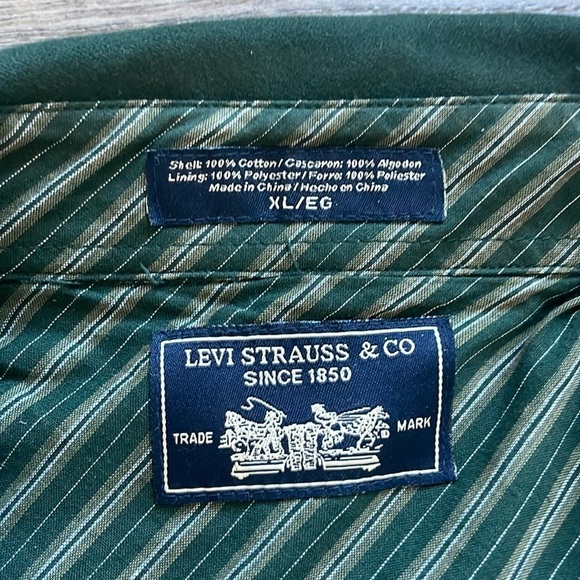 Shell: 100% Cotton / Cascaron: 100% Algodon
Lining: 100% Polyester / Forro: 100% Poliester
Made in China / Hecho en China
XL/EG
LEVI STRAUSS & CO
SINCE 1850
TRADE MARK